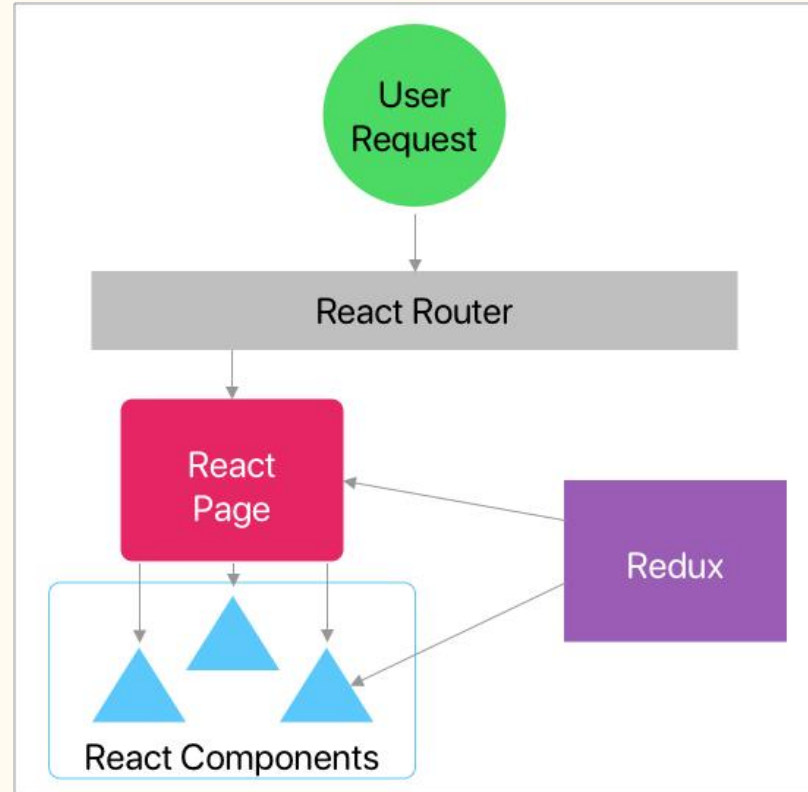 User
Request
React Router
React
Page
Redux
React Components